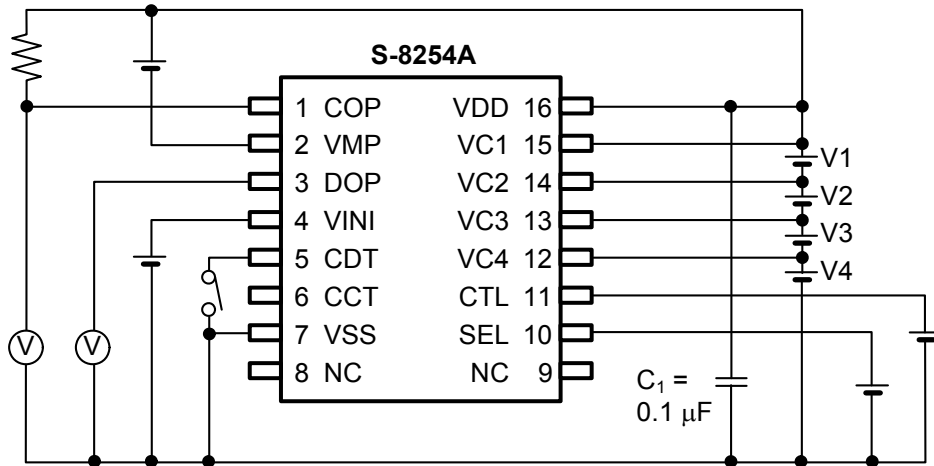 S-8254A
1 COP VDD 16
2 VMP VC1 15
V1
3 DOP VC2 14
V2
4 VINI VC3 13
V3
5 CDT VC4 12
V4
6 CCT CTL 11
7 VSS SEL 10
V V
8 NC NC 9
C₁ =
0.1 μF